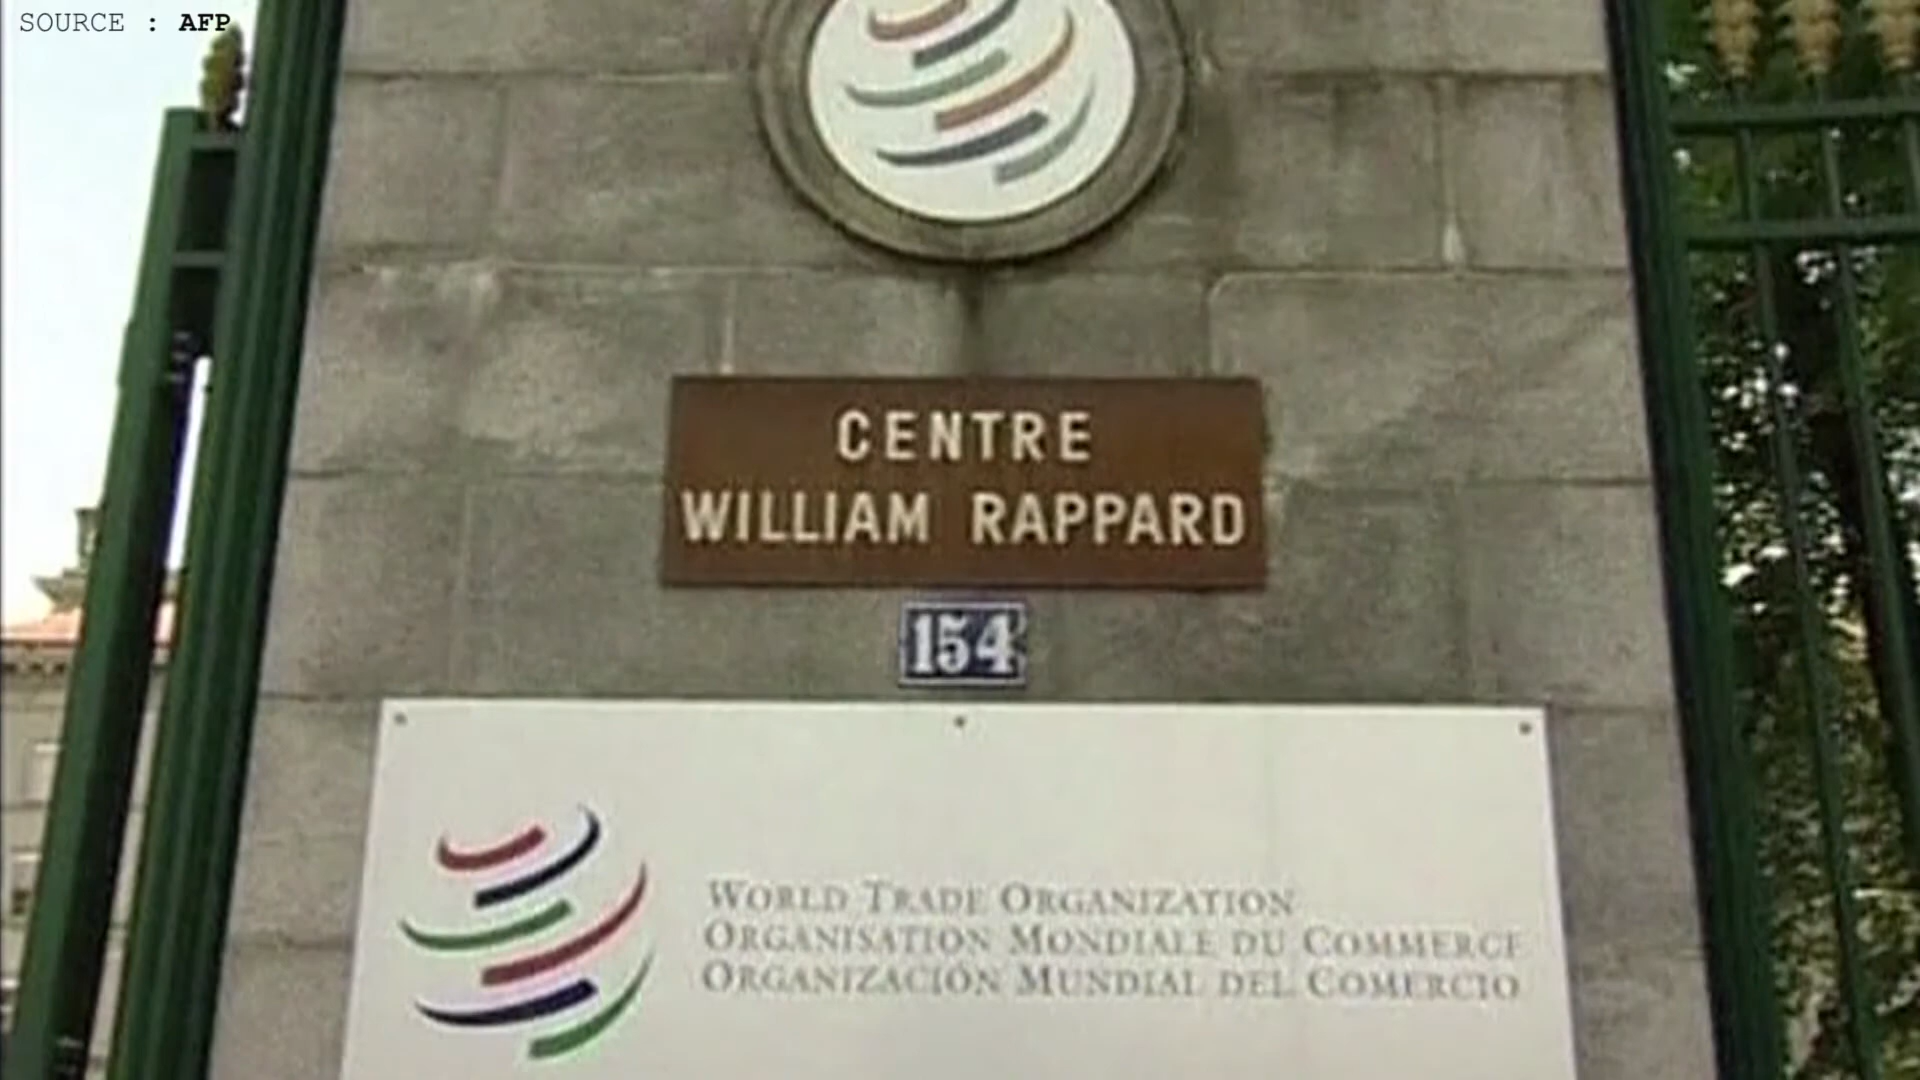 SOURCE : AFP
CENTRE
WILLIAM RAPPARD
154
WORLD TRADE ORGANIZATION
ORGANISATION MONDIALE DU COMMERCE
ORGANIZACIÓN MUNDIAL DEL COMERCIO